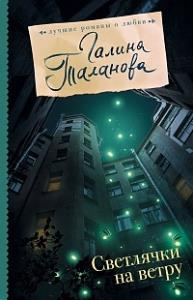 лучшие романы о любви
Галина
Таланова
Светлячки
на ветру